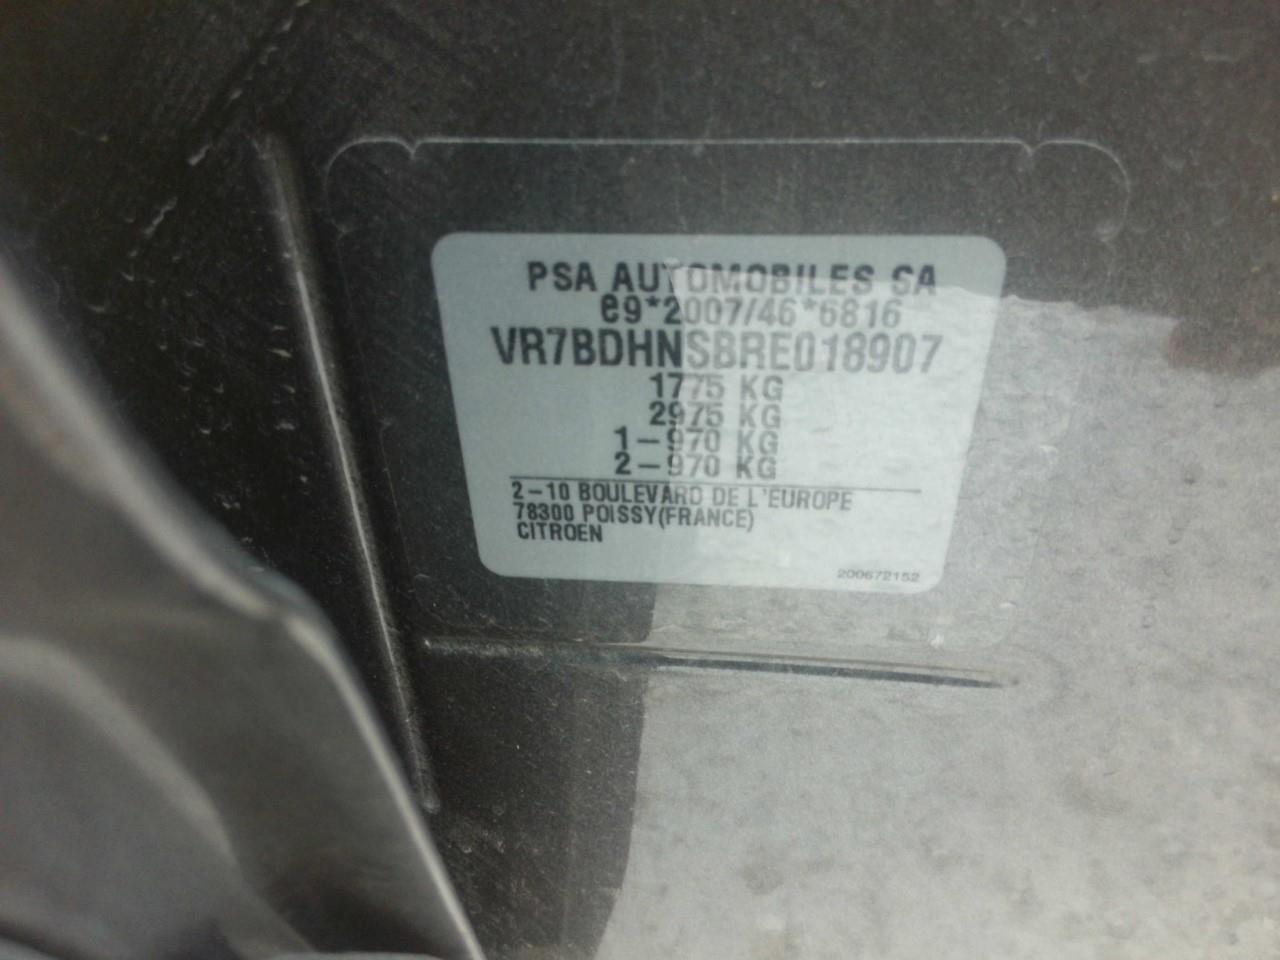 PSA AUTOMOBILES SA
e9*2007/46*6816
VR7BDHNSBRE018907
1775 KG
2975 KG
1-970 KG
2-970 KG
2-10 BOULEVARD DE L'EUROPE
78300 POISSY(FRANCE)
CITROEN
200672152